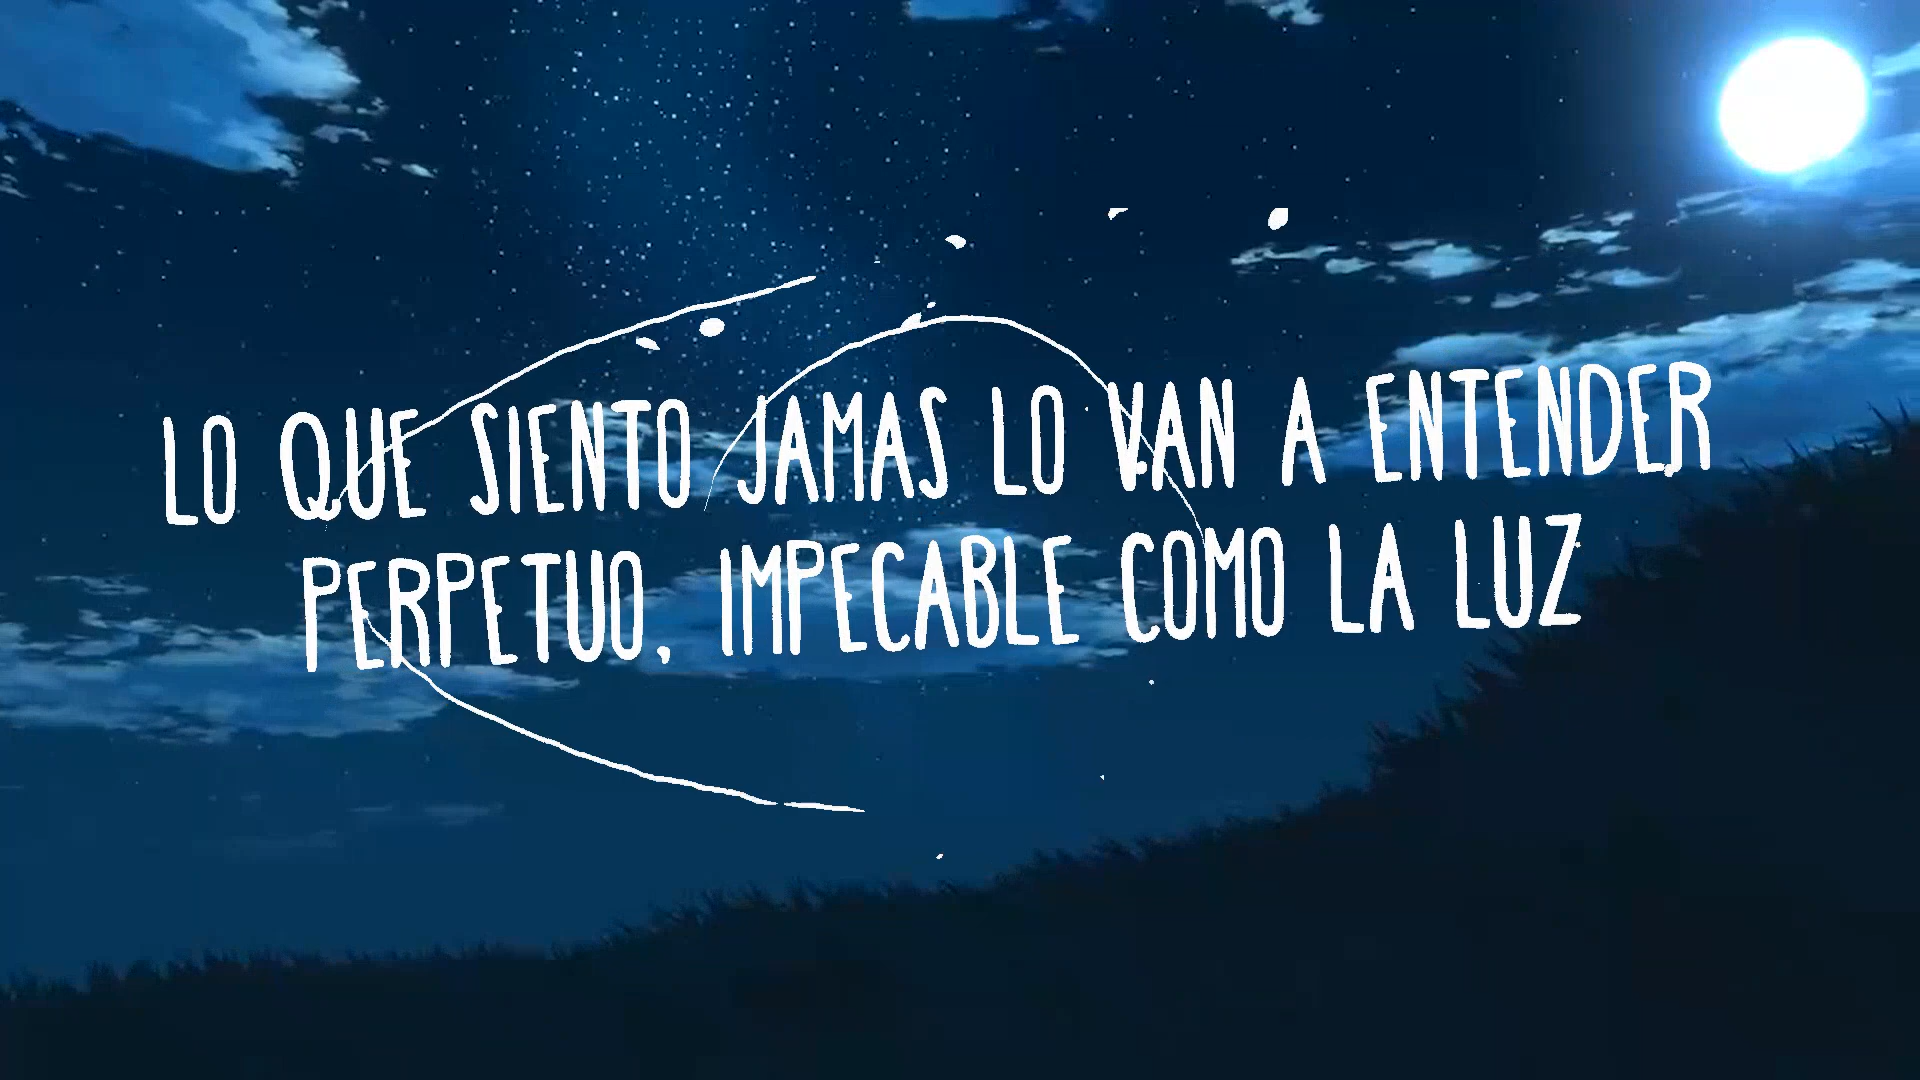 LO QUE SIENTO JAMAS LO VAN A ENTENDER
PERPETUO, IMPECABLE COMO LA LUZ